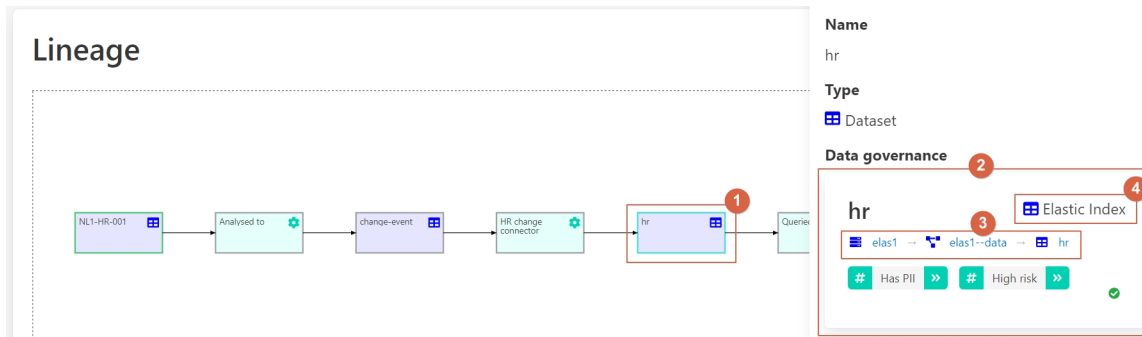 Lineage
NL1-HR-001
Analysed to
change-event
HR change
connector
hr
1
Name
hr
Type
Dataset
Data governance
2
hr
4
Elastic Index
3
elas1 → elas1--data → hr
# Has PII » # High risk »